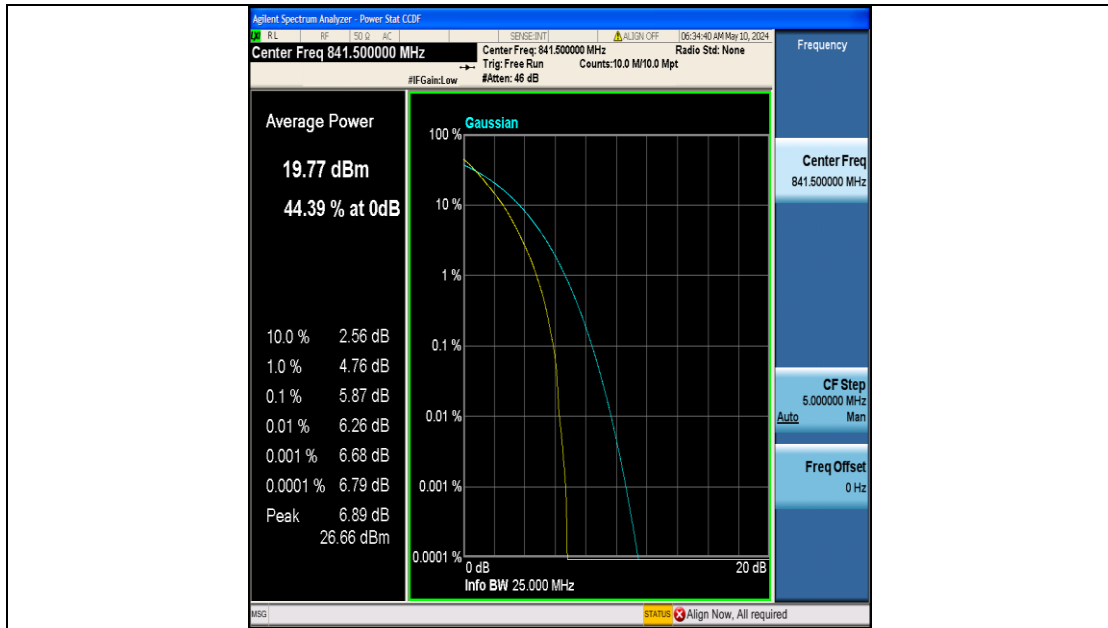 Agilent Spectrum Analyzer - Power Stat CCDF
RL RF 50 Ω AC SENSE:INT ALIGN OFF 06:34:40 AM May 10, 2024
Center Freq 841.500000 MHz
Center Freq: 841.500000 MHz Radio Std: None
Trig: Free Run Counts:10.0 M/10.0 Mpt
#IFGain:Low #Atten: 46 dB
Frequency
Average Power
19.77 dBm
44.39 % at 0dB
10.0 % 2.56 dB
1.0 % 4.76 dB
0.1 % 5.87 dB
0.01 % 6.26 dB
0.001 % 6.68 dB
0.0001 % 6.79 dB
Peak 6.89 dB
26.66 dBm
Gaussian
100 %
10 %
1 %
0.1 %
0.01 %
0.001 %
0.0001 %
0 dB 20 dB
Info BW 25.000 MHz
Center Freq
841.500000 MHz
CF Step
5.000000 MHz
Auto Man
Freq Offset
0 Hz
MSG STATUS Align Now, All required